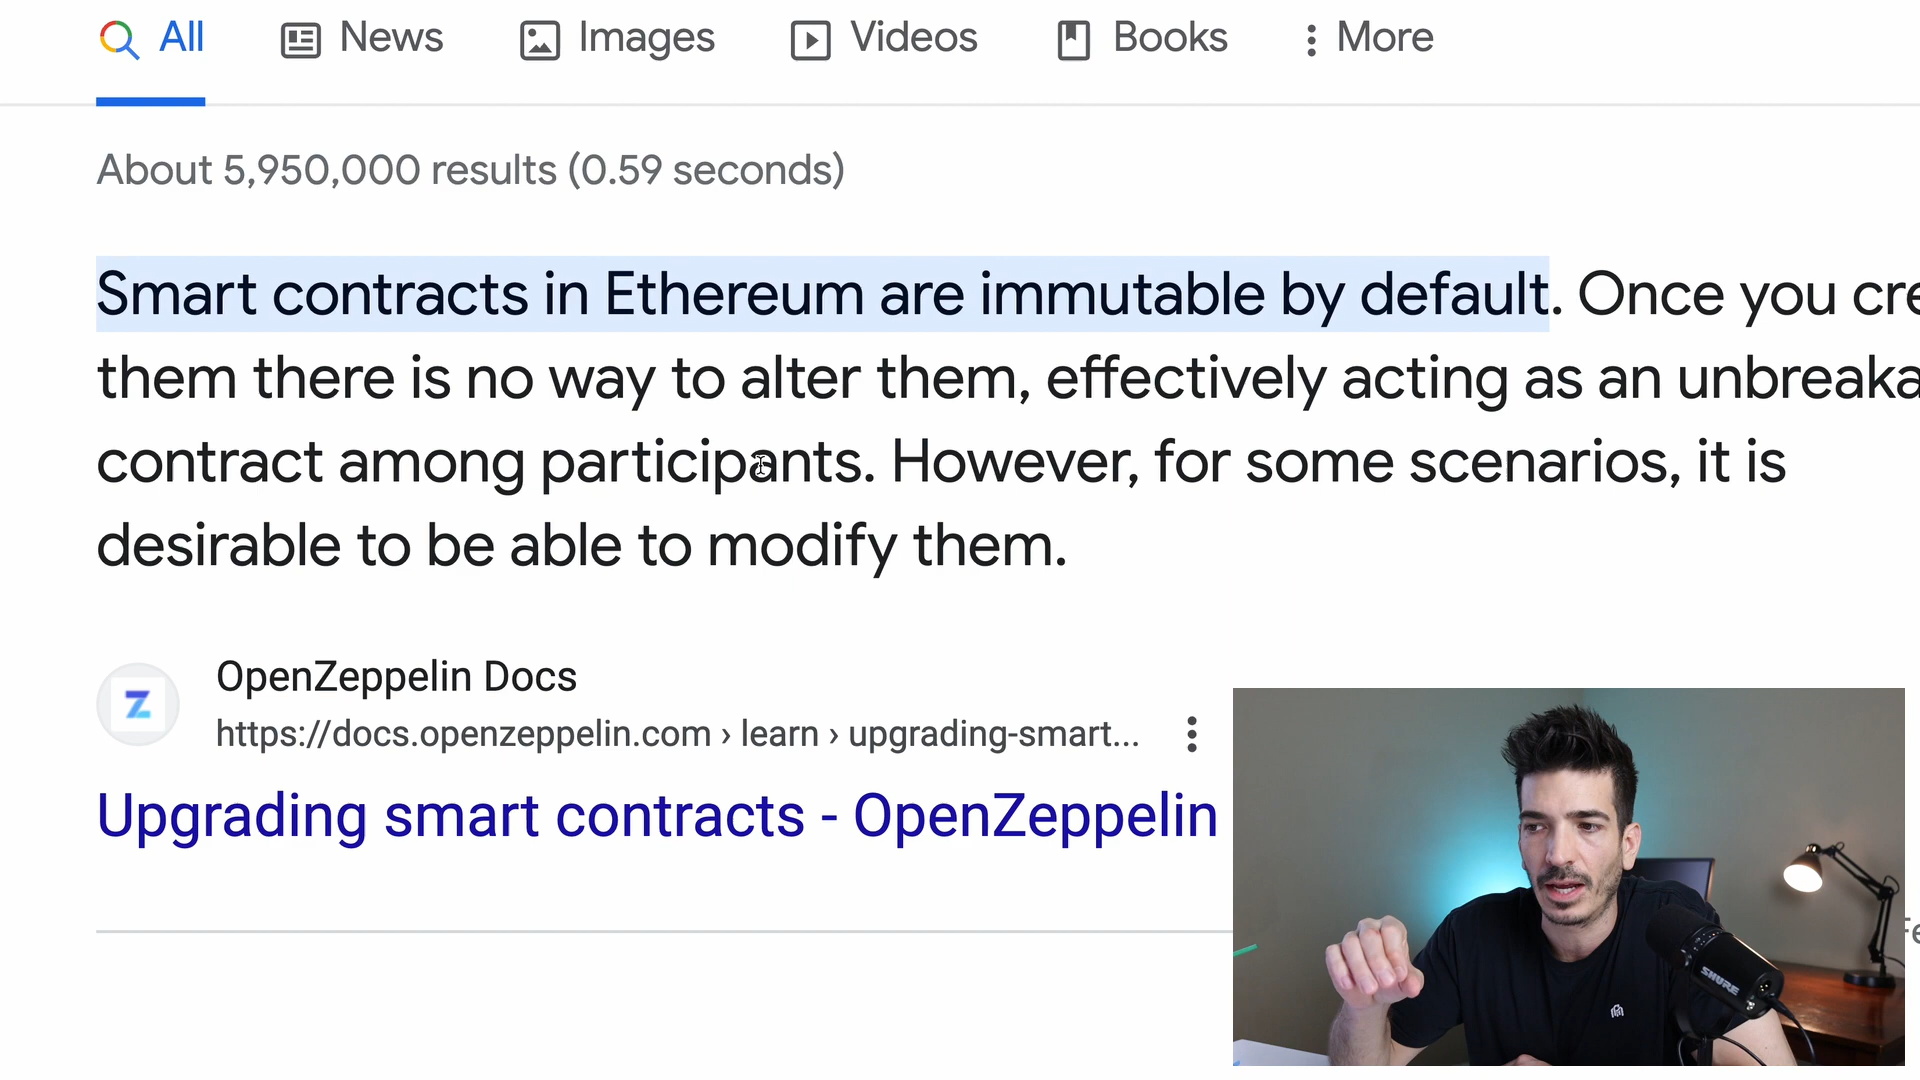 All News Images Videos Books More
About 5,950,000 results (0.59 seconds)
Smart contracts in Ethereum are immutable by default. Once you cre
them there is no way to alter them, effectively acting as an unbreaka
contract among participants. However, for some scenarios, it is
desirable to be able to modify them.
OpenZeppelin Docs
https://docs.openzeppelin.com › learn › upgrading-smart...
Upgrading smart contracts - OpenZeppelin
SHURE